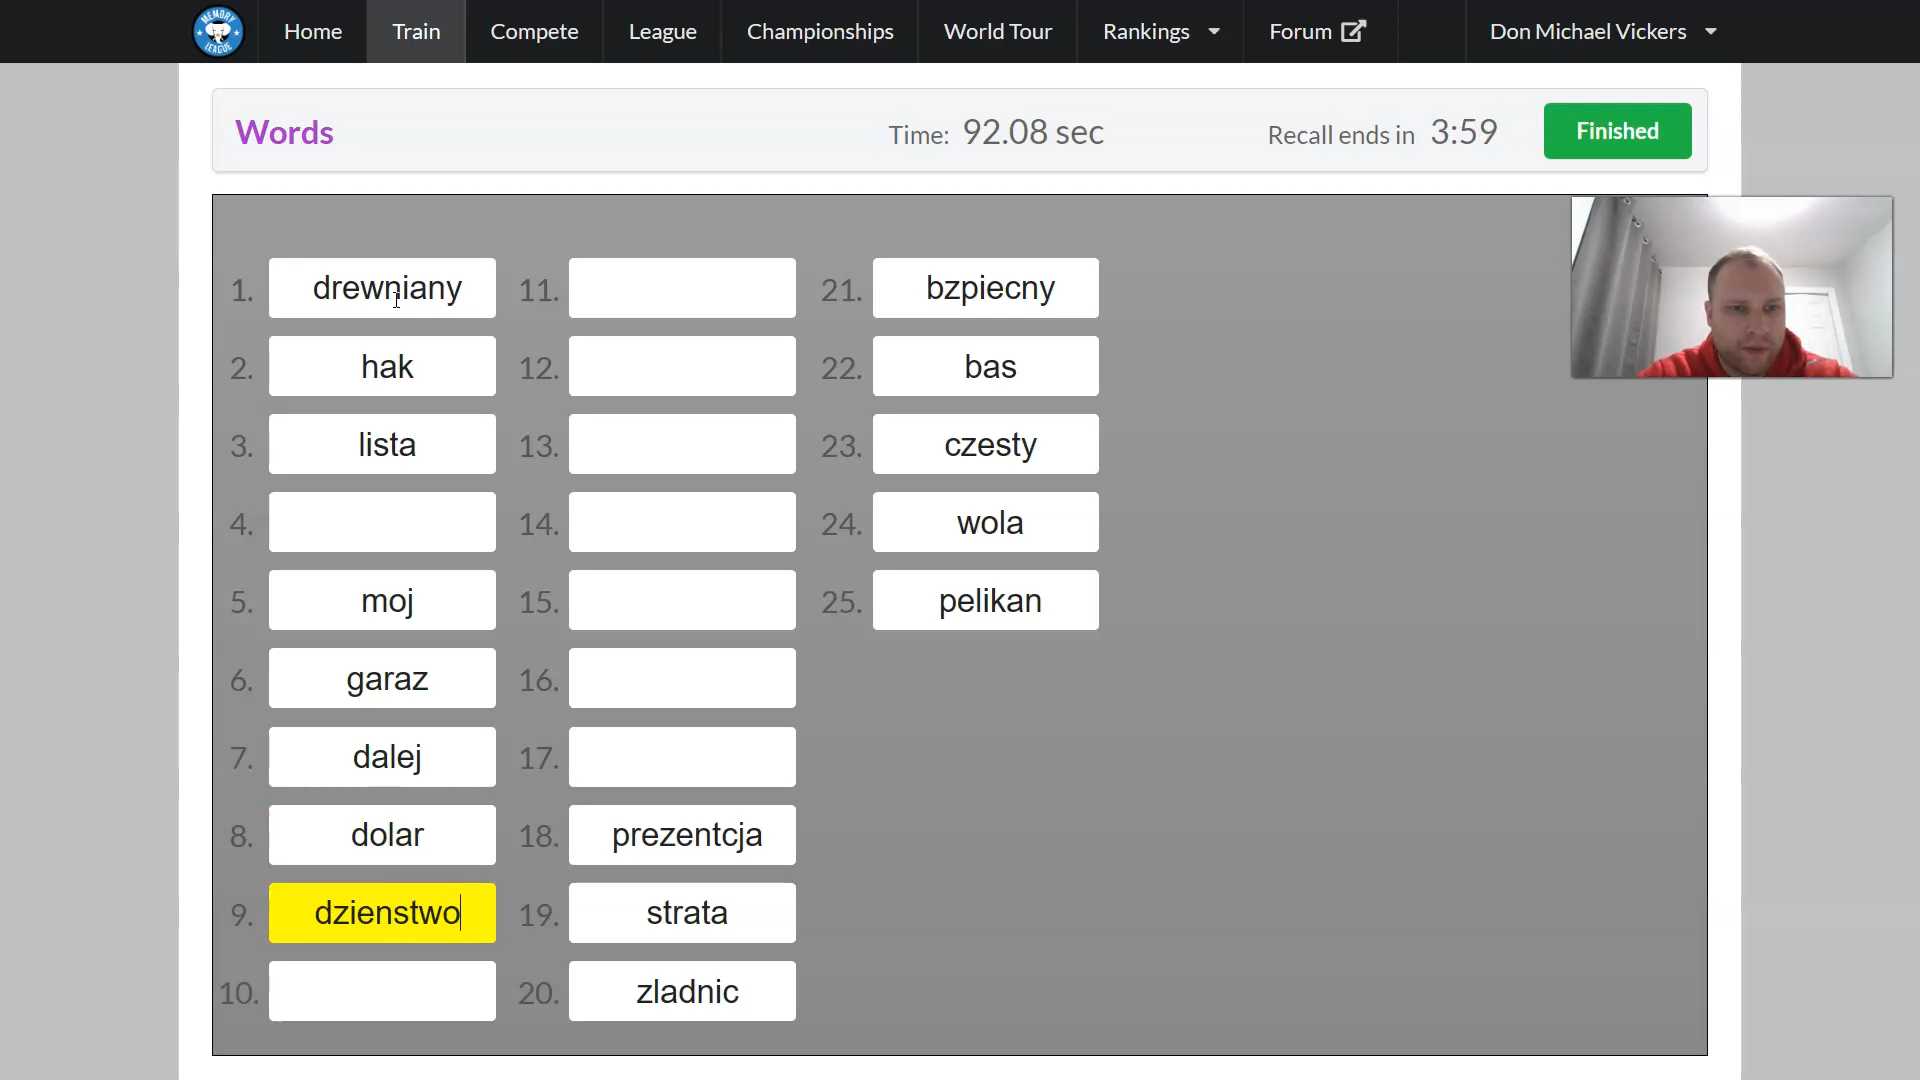 MEMORY LEAGUE
Home
Train
Compete
League
Championships
World Tour
Rankings
Forum
Don Michael Vickers
Words
Time: 92.08 sec
Recall ends in 3:59
Finished
1. drewniany
2. hak
3. lista
4.
5. moj
6. garaz
7. dalej
8. dolar
9. dzienstwo
10.
11.
12.
13.
14.
15.
16.
17.
18. prezentcja
19. strata
20. zladnic
21. bzpiecny
22. bas
23. czesty
24. wola
25. pelikan